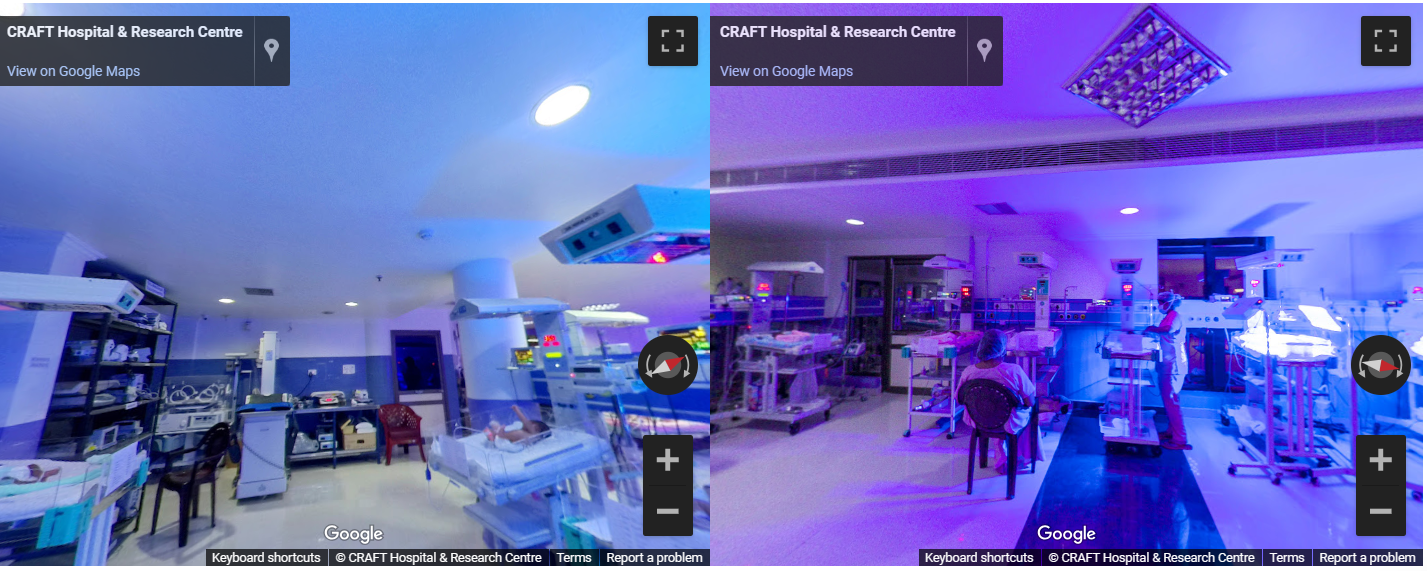 CRAFT Hospital & Research Centre
View on Google Maps
Google
Keyboard shortcuts
© CRAFT Hospital & Research Centre
Terms
Report a problem
CRAFT Hospital & Research Centre
View on Google Maps
Google
Keyboard shortcuts
© CRAFT Hospital & Research Centre
Terms
Report a problem